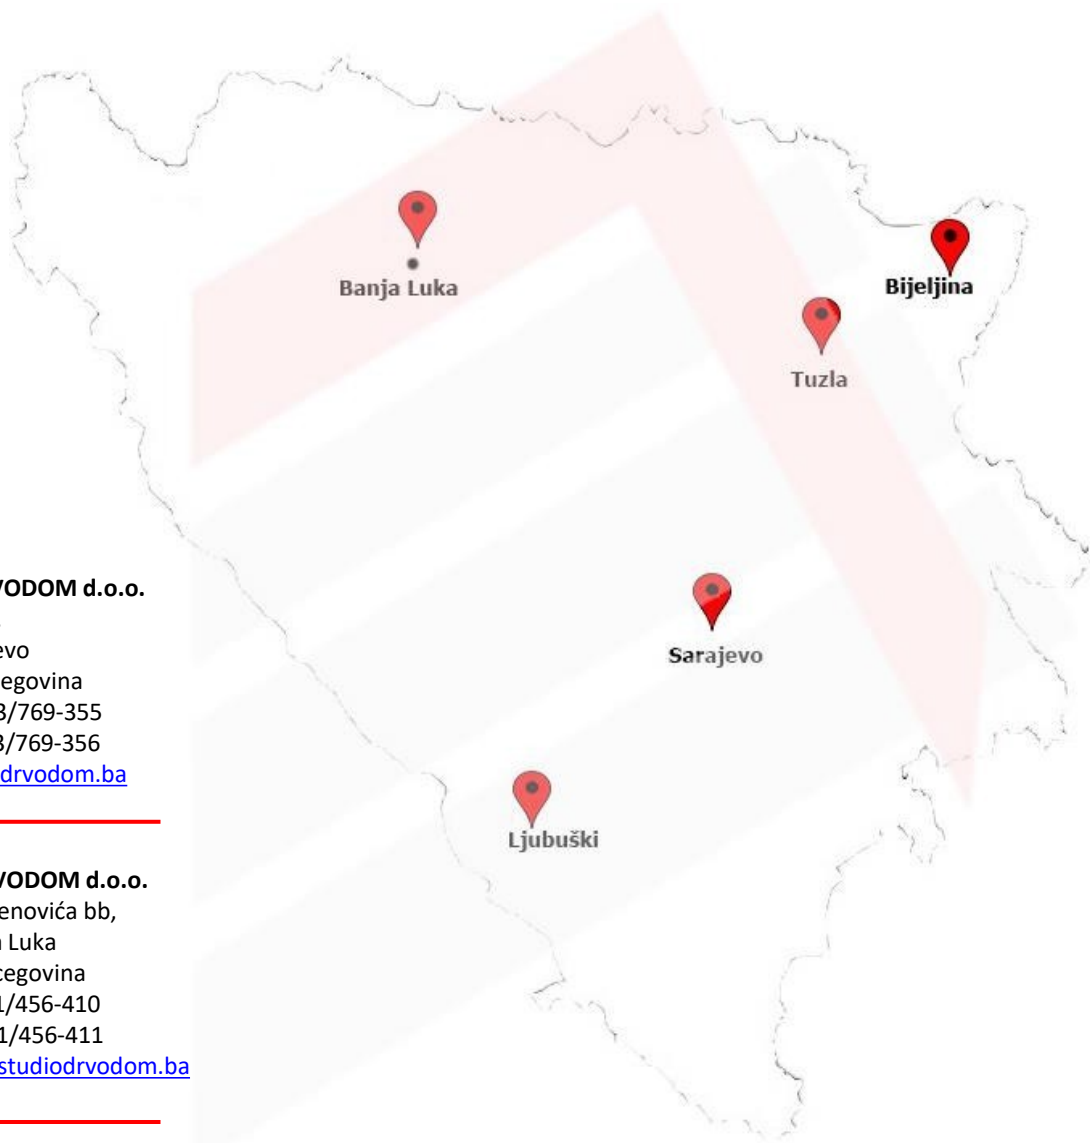 Banja Luka
Bijeljina
Tuzla
Sarajevo
Ljubuški
VODOM d.o.o.
evo
egovina
3/769-355
3/769-356
drvodom.ba
VODOM d.o.o.
enovića bb,
Luka
cegovina
1/456-410
1/456-411
studiodrvodom.ba